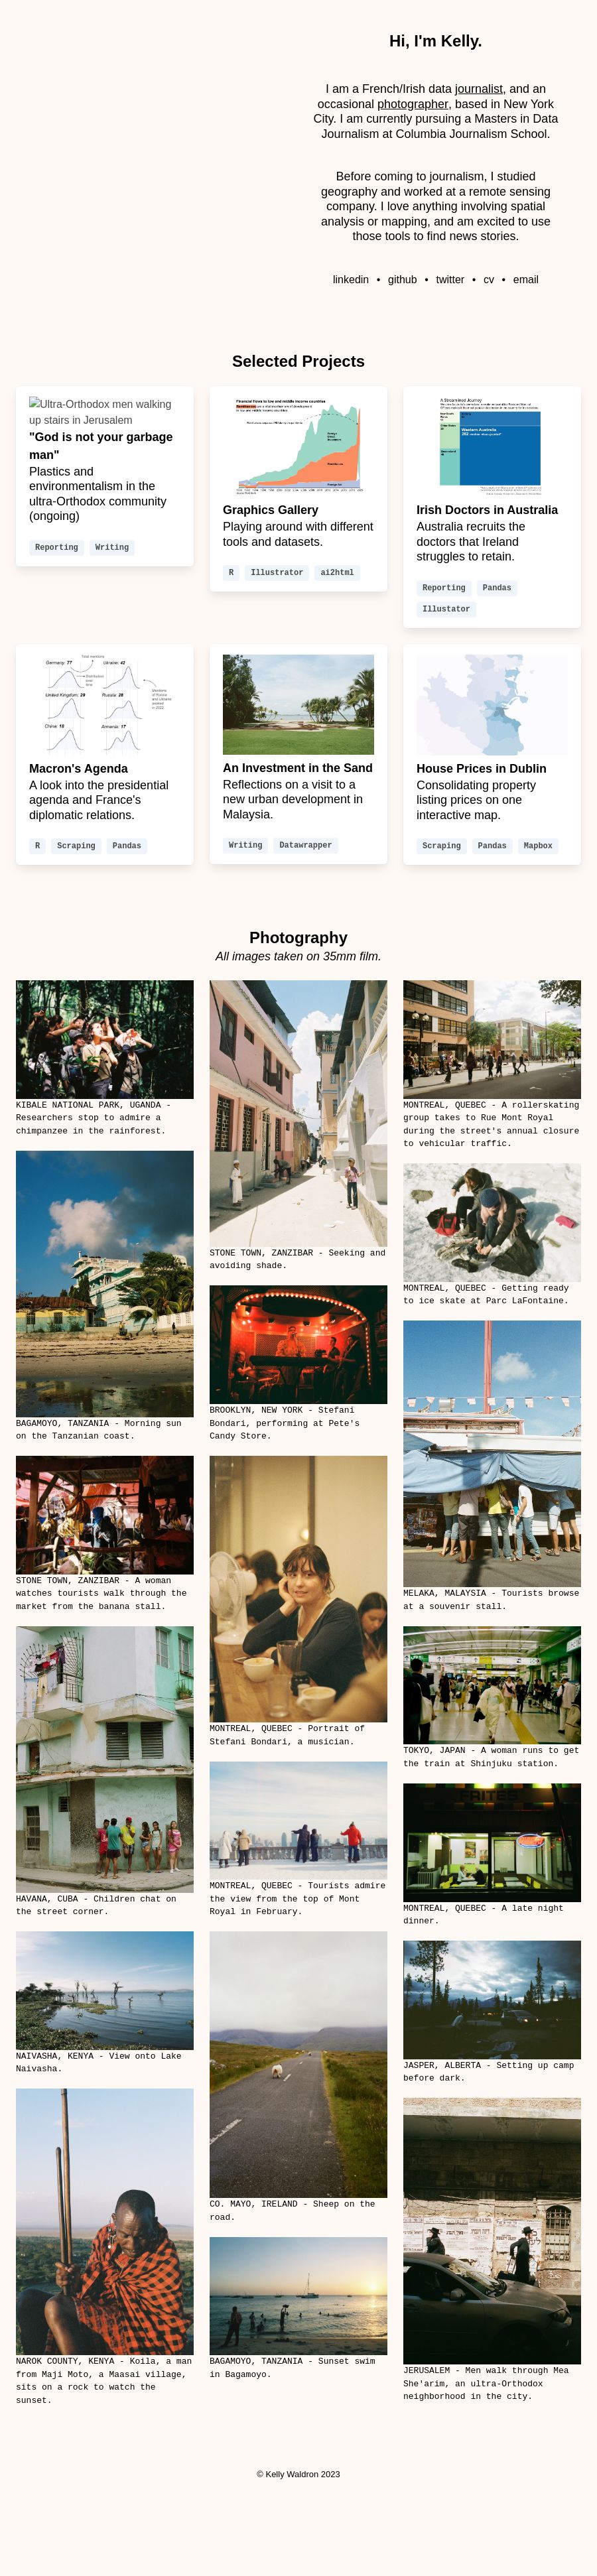 Hi, I'm Kelly.
I am a French/Irish data journalist, and an
occasional photographer, based in New York
City. I am currently pursuing a Masters in Data
Journalism at Columbia Journalism School.
Before coming to journalism, I studied
geography and worked at a remote sensing
company. I love anything involving spatial
analysis or mapping, and am excited to use
those tools to find news stories.
linkedin • github • twitter • cv • email
Selected Projects
Ultra-Orthodox men walking
up stairs in Jerusalem
"God is not your garbage
man"
Plastics and
environmentalism in the
ultra-Orthodox community
(ongoing)
Reporting Writing
Graphics Gallery
Playing around with different
tools and datasets.
R Illustrator ai2html
A Streamlined Journey
Western Australia
Irish Doctors in Australia
Australia recruits the
doctors that Ireland
struggles to retain.
Reporting Pandas
Illustator
Germany: 77
Ukraine: 42
United Kingdom: 29
Russia: 20
Armenia: 17
Macron's Agenda
A look into the presidential
agenda and France's
diplomatic relations.
R Scraping Pandas
An Investment in the Sand
Reflections on a visit to a
new urban development in
Malaysia.
Writing Datawrapper
House Prices in Dublin
Consolidating property
listing prices on one
interactive map.
Scraping Pandas Mapbox
Photography
All images taken on 35mm film.
KIBALE NATIONAL PARK, UGANDA -
Researchers stop to admire a
chimpanzee in the rainforest.
BAGAMOYO, TANZANIA - Morning sun
on the Tanzanian coast.
STONE TOWN, ZANZIBAR - A woman
watches tourists walk through the
market from the banana stall.
HAVANA, CUBA - Children chat on
the street corner.
NAIVASHA, KENYA - View onto Lake
Naivasha.
NAROK COUNTY, KENYA - Koila, a man
from Maji Moto, a Maasai village,
sits on a rock to watch the
sunset.
STONE TOWN, ZANZIBAR - Seeking and
avoiding shade.
BROOKLYN, NEW YORK - Stefani
Bondari, performing at Pete's
Candy Store.
MONTREAL, QUEBEC - Portrait of
Stefani Bondari, a musician.
MONTREAL, QUEBEC - Tourists admire
the view from the top of Mont
Royal in February.
CO. MAYO, IRELAND - Sheep on the
road.
BAGAMOYO, TANZANIA - Sunset swim
in Bagamoyo.
MONTREAL, QUEBEC - A rollerskating
group takes to Rue Mont Royal
during the street's annual closure
to vehicular traffic.
MONTREAL, QUEBEC - Getting ready
to ice skate at Parc LaFontaine.
MELAKA, MALAYSIA - Tourists browse
at a souvenir stall.
TOKYO, JAPAN - A woman runs to get
the train at Shinjuku station.
FRITES
MONTREAL, QUEBEC - A late night
dinner.
JASPER, ALBERTA - Setting up camp
before dark.
JERUSALEM - Men walk through Mea
She'arim, an ultra-Orthodox
neighborhood in the city.
© Kelly Waldron 2023